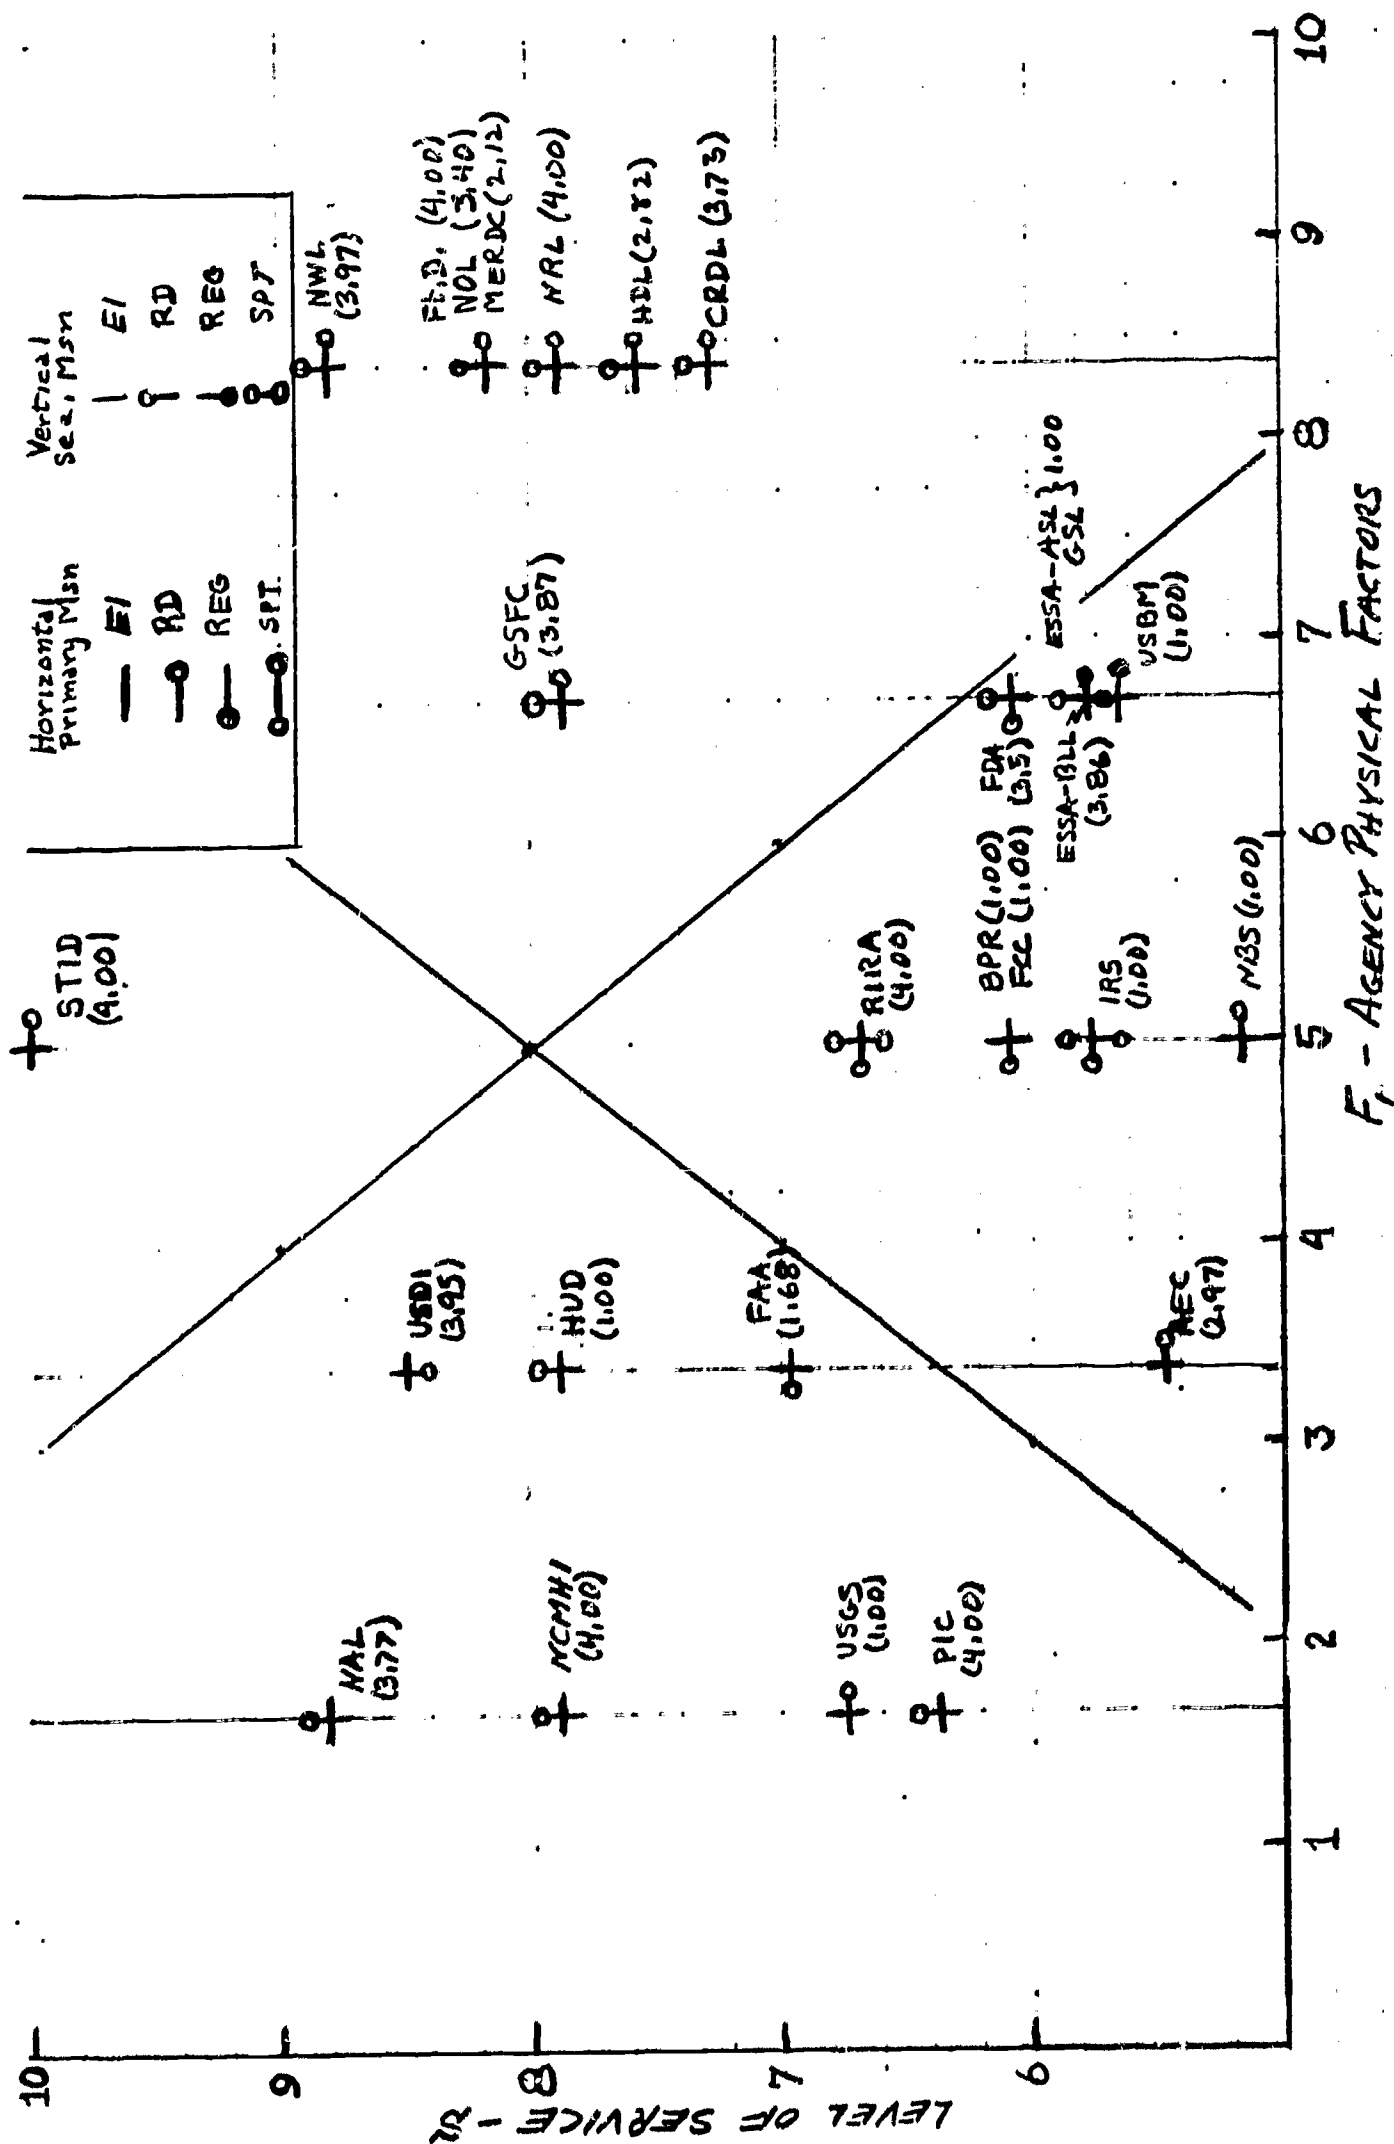 Horizontal
Primary Msn
EI
RD
REG
SPT.
Vertical
Sec. Msn
EI
RD
REG
SPT
STID
(4.00)
NWL
(3.97)
NAL
(3.77)
USDI
(3.95)
Ft.D. (4.00)
NOL (3.40)
MERDC (2.12)
NCMHI
(4.00)
HUD
(1.00)
GSFC
(3.87)
NRL (4.00)
HDL (2.82)
CRDL (3.73)
FAA
(1.68)
USGS
(1.00)
PIC
(4.00)
(4.00)
BPR (1.00)
FCC (1.00)
FDA
(3.5)
ESSA-BLL
(3.86)
ESSA-ASL } 1.00
GSL
USBM
(1.00)
IRS
(1.00)
AEC
(2.97)
NBS (1.00)
10
9
8
7
6
LEVEL OF SERVICE -
1
2
3
4
5
6
7
8
9
10
F₁ - AGENCY PHYSICAL FACTORS